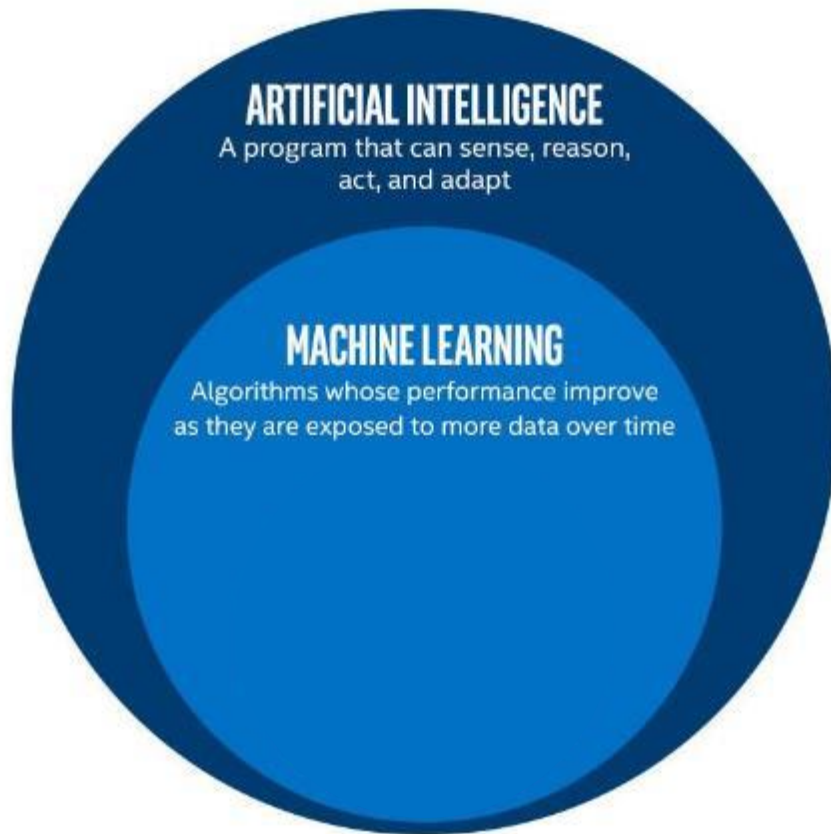 ARTIFICIAL INTELLIGENCE
A program that can sense, reason,
act, and adapt
MACHINE LEARNING
Algorithms whose performance improve
as they are exposed to more data over time